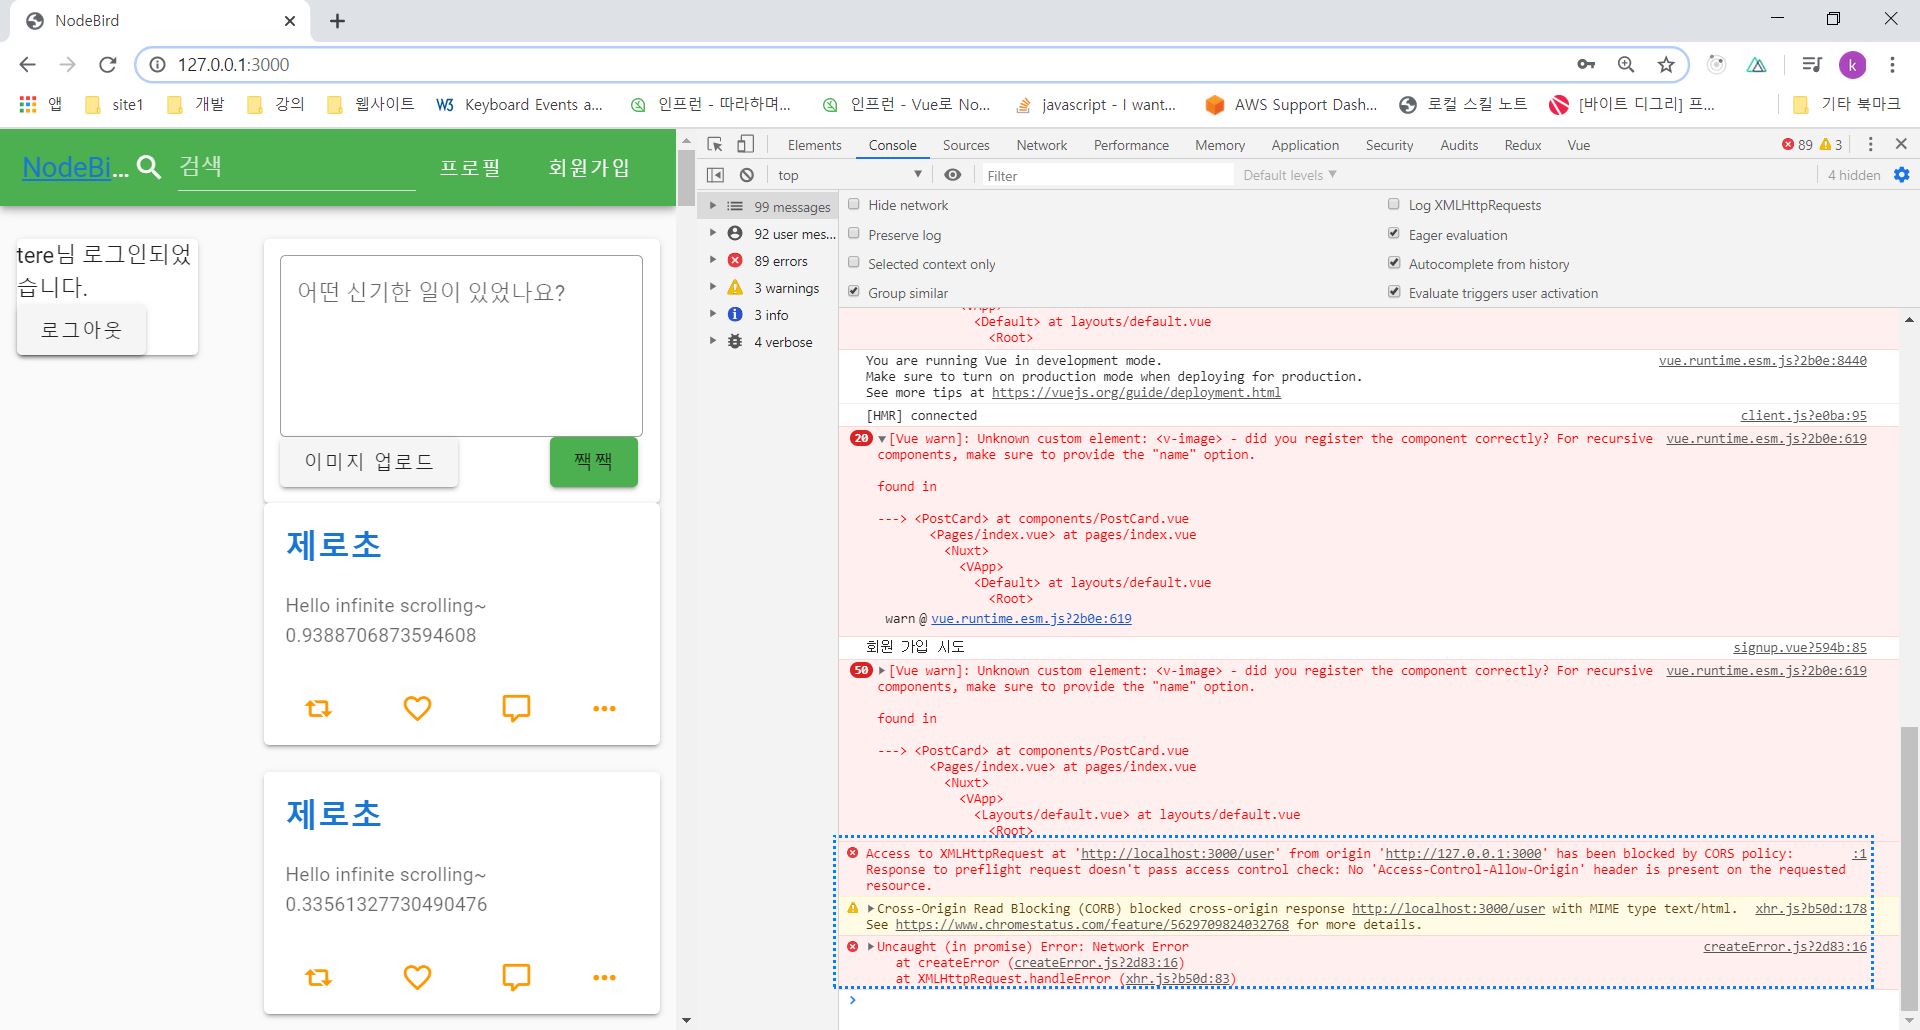 NodeBird
127.0.0.1:3000
k
앱 site1 개발 강의 웹사이트 W3 Keyboard Events a... 인프런 - 따라하며... 인프런 - Vue로 No... javascript - I want... AWS Support Dash... 로컬 스킬 노트 [바이트 디그리] 프... 기타 북마크
NodeBi... 검색 프로필 회원가입
tere님 로그인되었
습니다.
로그아웃
어떤 신기한 일이 있었나요?
이미지 업로드 짹짹
제로초
Hello infinite scrolling~
0.9388706873594608
제로초
Hello infinite scrolling~
0.33561327730490476
Elements Console Sources Network Performance Memory Application Security Audits Redux Vue 89 3
top Filter Default levels 4 hidden
99 messages
92 user mes...
89 errors
3 warnings
3 info
4 verbose
Hide network Log XMLHttpRequests
Preserve log Eager evaluation
Selected context only Autocomplete from history
Group similar Evaluate triggers user activation
<VApp>
<Default> at layouts/default.vue
<Root>
You are running Vue in development mode. vue.runtime.esm.js?2b0e:8440
Make sure to turn on production mode when deploying for production.
See more tips at https://vuejs.org/guide/deployment.html
[HMR] connected client.js?e0ba:95
20 [Vue warn]: Unknown custom element: <v-image> - did you register the component correctly? For recursive vue.runtime.esm.js?2b0e:619
components, make sure to provide the "name" option.
found in
---> <PostCard> at components/PostCard.vue
<Pages/index.vue> at pages/index.vue
<Nuxt>
<VApp>
<Default> at layouts/default.vue
<Root>
warn @ vue.runtime.esm.js?2b0e:619
회원 가입 시도 signup.vue?594b:85
50 [Vue warn]: Unknown custom element: <v-image> - did you register the component correctly? For recursive vue.runtime.esm.js?2b0e:619
components, make sure to provide the "name" option.
found in
---> <PostCard> at components/PostCard.vue
<Pages/index.vue> at pages/index.vue
<Nuxt>
<VApp>
<Layouts/default.vue> at layouts/default.vue
<Root>
Access to XMLHttpRequest at 'http://localhost:3000/user' from origin 'http://127.0.0.1:3000' has been blocked by CORS policy: :1
Response to preflight request doesn't pass access control check: No 'Access-Control-Allow-Origin' header is present on the requested
resource.
Cross-Origin Read Blocking (CORB) blocked cross-origin response http://localhost:3000/user with MIME type text/html. xhr.js?b50d:178
See https://www.chromestatus.com/feature/5629709824032768 for more details.
Uncaught (in promise) Error: Network Error createError.js?2d83:16
at createError (createError.js?2d83:16)
at XMLHttpRequest.handleError (xhr.js?b50d:83)